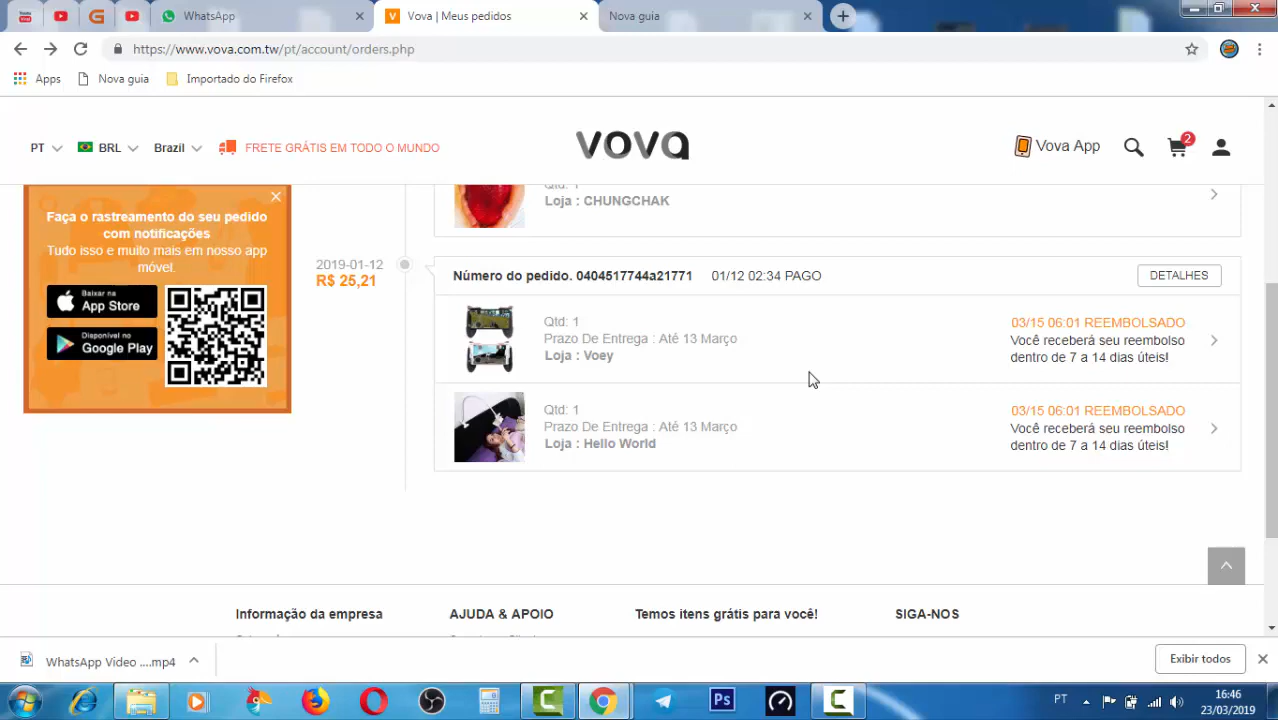 WhatsApp
Vova | Meus pedidos
Nova guia
https://www.vova.com.tw/pt/account/orders.php
Apps
Nova guia
Importado do Firefox
PT
BRL
Brazil
FRETE GRÁTIS EM TODO O MUNDO
vova
Vova App
2
Faça o rastreamento do seu pedido
com notificações
Tudo isso e muito mais em nosso app
móvel.
Baixar na
App Store
Disponível no
Google Play
Qtd: 1
Loja : CHUNGCHAK
2019-01-12
R$ 25,21
Número do pedido. 0404517744a21771
01/12 02:34 PAGO
DETALHES
Qtd: 1
Prazo De Entrega : Até 13 Março
Loja : Voey
03/15 06:01 REEMBOLSADO
Você receberá seu reembolso
dentro de 7 a 14 dias úteis!
Qtd: 1
Prazo De Entrega : Até 13 Março
Loja : Hello World
03/15 06:01 REEMBOLSADO
Você receberá seu reembolso
dentro de 7 a 14 dias úteis!
Informação da empresa
AJUDA & APOIO
Temos itens grátis para você!
SIGA-NOS
WhatsApp Video ....mp4
Exibir todos
Ps
PT
16:46
23/03/2019